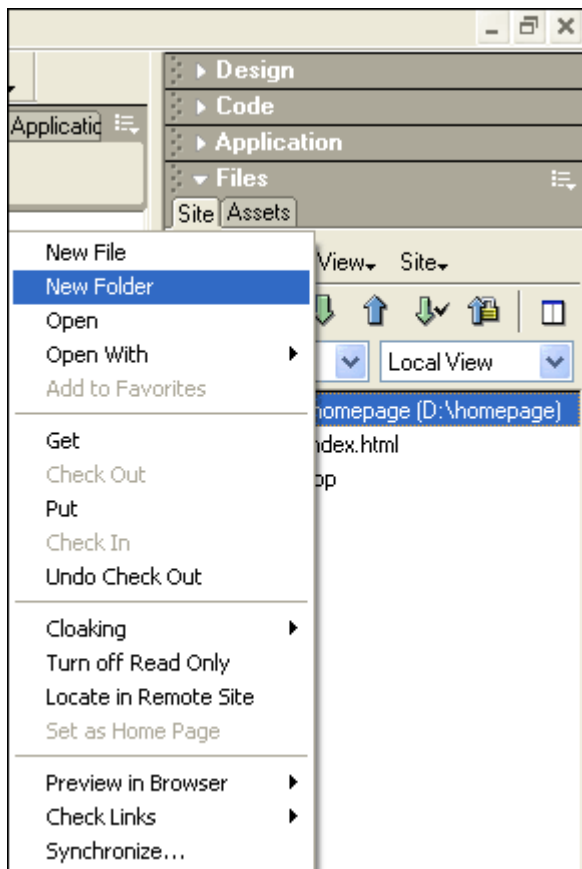 Design
Code
Applicatio
Application
Files
Site Assets
View Site
Local View
homepage (D:\homepage)
ndex.html
op
New File
New Folder
Open
Open With
Add to Favorites
Get
Check Out
Put
Check In
Undo Check Out
Cloaking
Turn off Read Only
Locate in Remote Site
Set as Home Page
Preview in Browser
Check Links
Synchronize...